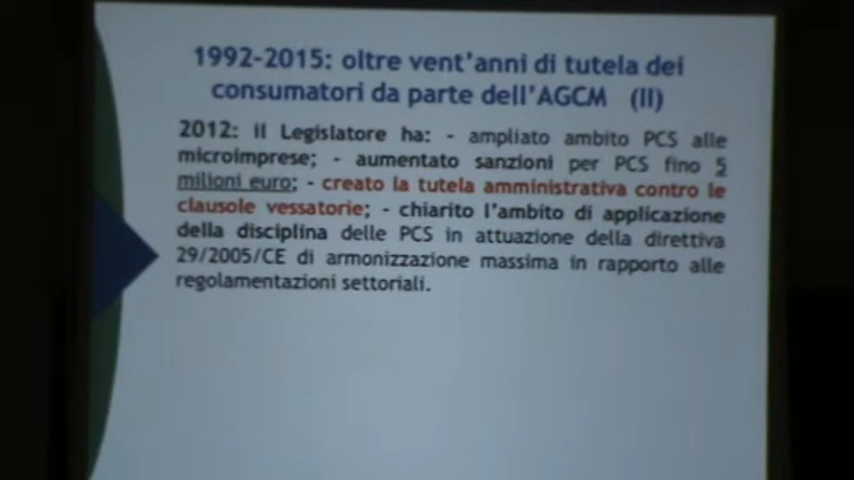 1992-2015: oltre vent'anni di tutela dei
consumatori da parte dell'AGCM (II)
2012: il Legislatore ha: - ampliato ambito PCS alle
microimprese; - aumentato sanzioni per PCS fino 5
milioni euro; - creato la tutela amministrativa contro le
clausole vessatorie; - chiarito l'ambito di applicazione
della disciplina delle PCS in attuazione della direttiva
29/2005/CE di armonizzazione massima in rapporto alle
regolamentazioni settoriali.